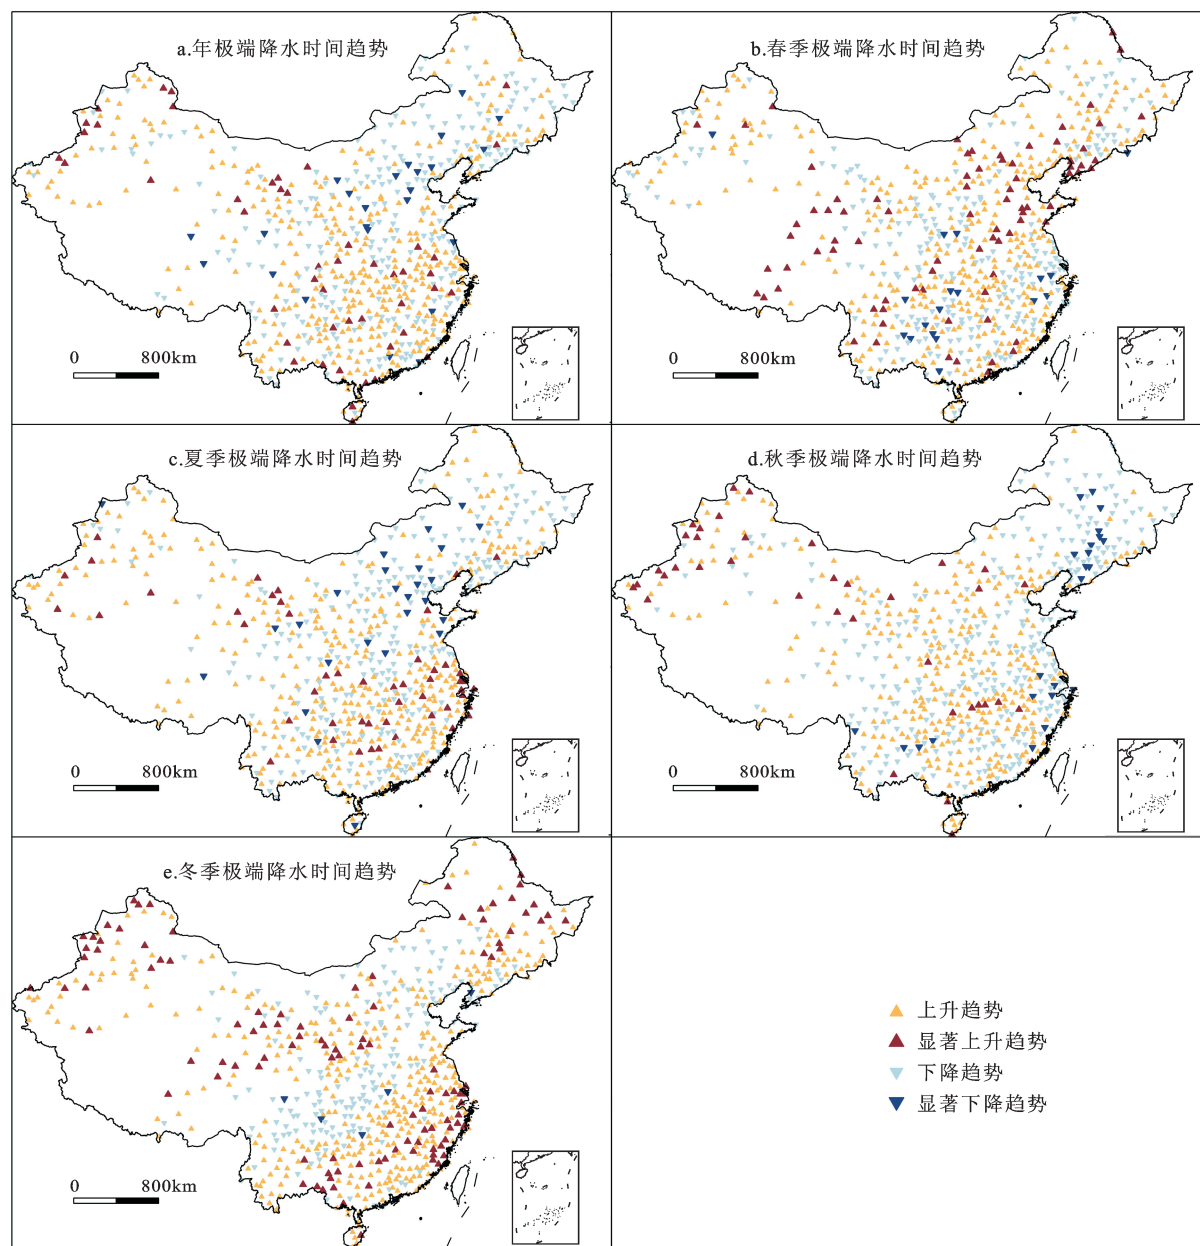 a.年极端降水时间趋势
0 800km
b.春季极端降水时间趋势
0 800km
c.夏季极端降水时间趋势
0 800km
d.秋季极端降水时间趋势
0 800km
e.冬季极端降水时间趋势
0 800km
上升趋势
显著上升趋势
下降趋势
显著下降趋势